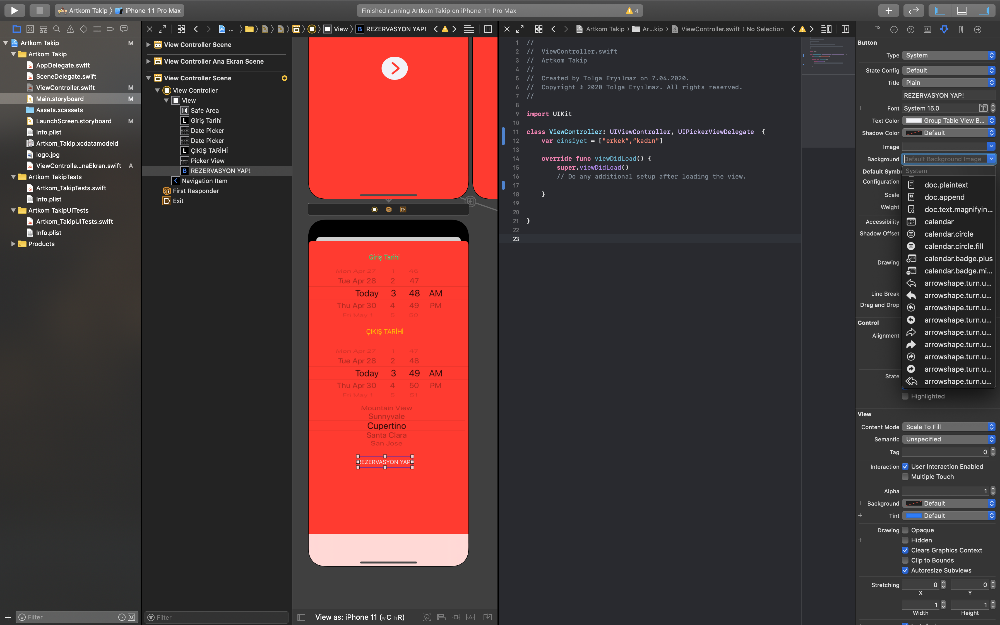 Artkom Takip
iPhone 11 Pro Max
Finished running Artkom Takip on iPhone 11 Pro Max
4
Artkom Takip
M
Artkom Takip
AppDelegate.swift
SceneDelegate.swift
ViewController.swift
M
Main.storyboard
M
Assets.xcassets
LaunchScreen.storyboard
M
Info.plist
Artkom_Takip.xcdatamodeld
logo.jpg
ViewControlle...naEkran.swift
A
Artkom TakipTests
Artkom_TakipTests.swift
Info.plist
Artkom TakipUITests
Artkom_TakipUITests.swift
Info.plist
Products
Filter
...
View
B
REZERVASYON YAP!
View Controller Scene
View Controller Ana Ekran Scene
View Controller Scene
View Controller
View
Safe Area
L Giriş Tarihi
Date Picker
Date Picker
L ÇIKIŞ TARİHİ
Picker View
B REZERVASYON YAP!
Navigation Item
First Responder
Exit
Filter
Giriş Tarihi
Mon Apr 27 1 46
Tue Apr 28 2 47
Today 3 48 AM
Thu Apr 30 4 49 PM
Fri May 1 5 50
ÇIKIŞ TARİHİ
Mon Apr 27 1 47
Tue Apr 28 2 48
Today 3 49 AM
Thu Apr 30 4 50 PM
Fri May 1 5 51
Mountain View
Sunnyvale
Cupertino
Santa Clara
San Jose
REZERVASYON YAP
View as: iPhone 11 (wC hR)
Artkom Takip
Ar...kip
ViewController.swift
No Selection
1 //
2 //  ViewController.swift
3 //  Artkom Takip
4 //
5 //  Created by Tolga Eryılmaz on 7.04.2020.
6 //  Copyright © 2020 Tolga Eryılmaz. All rights reserved.
7 //
8
9 import UIKit
10
11 class ViewController: UIViewController, UIPickerViewDelegate  {
12     var cinsiyet = ["erkek“,“kadın"]
13
14     override func viewDidLoad() {
15         super.viewDidLoad()
16         // Do any additional setup after loading the view.
17
18     }
19
20
21 }
22
23
Button
Type System
State Config Default
Title Plain
REZERVASYON YAP!
Font System 15.0
Text Color Group Table View B...
Shadow Color Default
Image
Background Default Background Image
Default Symb
System
Configuration
doc.plaintext
Scale
doc.append
Weight
doc.text.magnifyin...
Accessibility
calendar
Shadow Offset
calendar.circle
calendar.circle.fill
Drawing
calendar.badge.plus
calendar.badge.mi...
arrowshape.turn.u...
Line Break
arrowshape.turn.u...
Drag and Drop
arrowshape.turn.u...
Control
arrowshape.turn.u...
Alignment
arrowshape.turn.u...
arrowshape.turn.u...
arrowshape.turn.u...
State
arrowshape.turn.u...
arrowshape.turn.u...
Highlighted
View
Content Mode Scale To Fill
Semantic Unspecified
Tag 0
Interaction User Interaction Enabled
Multiple Touch
Alpha 1
Background Default
Tint Default
Drawing Opaque
Hidden
Clears Graphics Context
Clip to Bounds
Autoresize Subviews
Stretching 0 0
X Y
1 1
Width Height